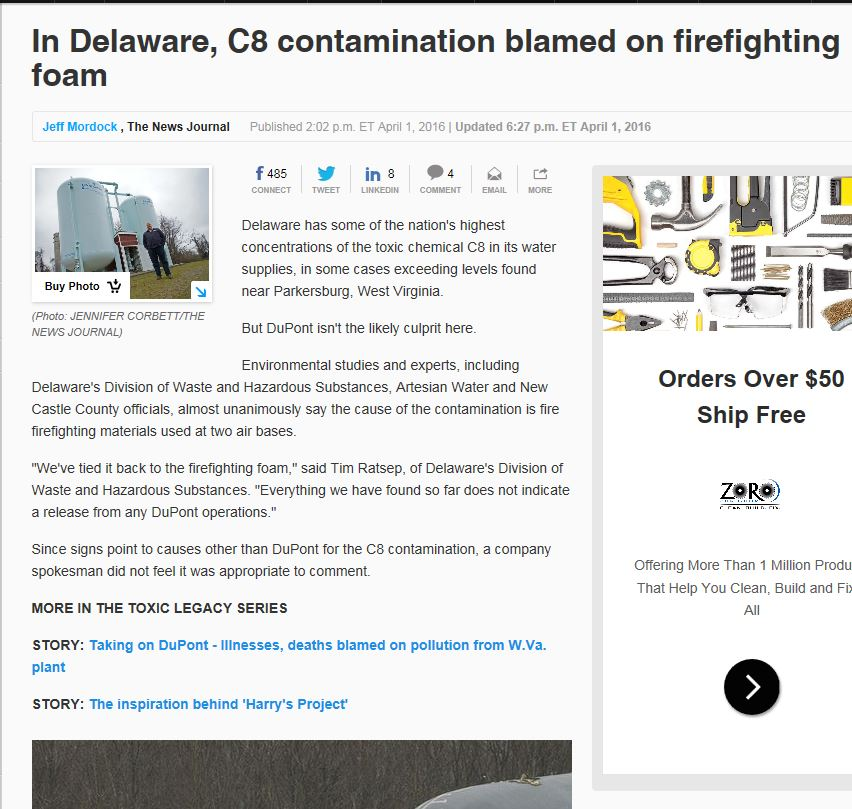 In Delaware, C8 contamination blamed on firefighting
foam
Jeff Mordock , The News Journal Published 2:02 p.m. ET April 1, 2016 | Updated 6:27 p.m. ET April 1, 2016
485
CONNECT
TWEET
in 8
LINKEDIN
4
COMMENT
EMAIL
MORE
Buy Photo
(Photo: JENNIFER CORBETT/THE
NEWS JOURNAL)
Delaware has some of the nation's highest
concentrations of the toxic chemical C8 in its water
supplies, in some cases exceeding levels found
near Parkersburg, West Virginia.
But DuPont isn't the likely culprit here.
Environmental studies and experts, including
Delaware's Division of Waste and Hazardous Substances, Artesian Water and New
Castle County officials, almost unanimously say the cause of the contamination is fire
firefighting materials used at two air bases.
"We've tied it back to the firefighting foam," said Tim Ratsep, of Delaware's Division of
Waste and Hazardous Substances. "Everything we have found so far does not indicate
a release from any DuPont operations."
Since signs point to causes other than DuPont for the C8 contamination, a company
spokesman did not feel it was appropriate to comment.
MORE IN THE TOXIC LEGACY SERIES
STORY: Taking on DuPont - Illnesses, deaths blamed on pollution from W.Va.
plant
STORY: The inspiration behind 'Harry's Project'
Orders Over $50
Ship Free
ZORO
Offering More Than 1 Million Produ
That Help You Clean, Build and Fix
All